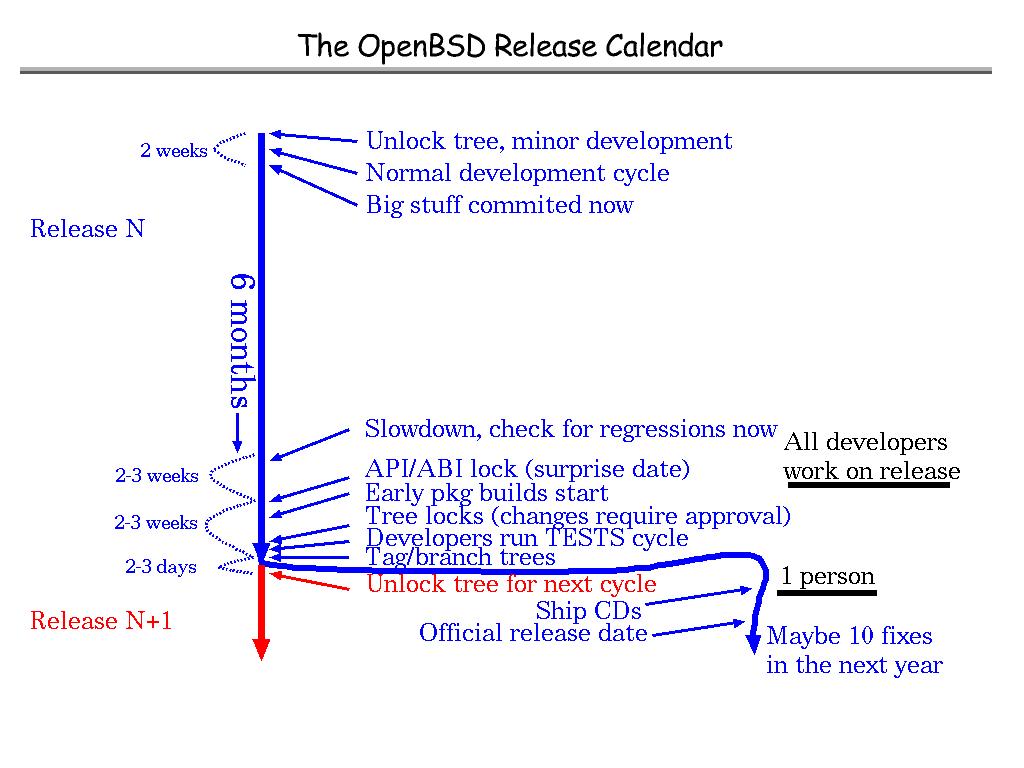 The OpenBSD Release Calendar
2 weeks
Unlock tree, minor development
Normal development cycle
Big stuff commited now
Release N
6 months
Slowdown, check for regressions now
All developers
work on release
2-3 weeks
API/ABI lock (surprise date)
Early pkg builds start
2-3 weeks
Tree locks (changes require approval)
Developers run TESTS cycle
Tag/branch trees
2-3 days
Unlock tree for next cycle
1 person
Ship CDs
Release N+1
Official release date
Maybe 10 fixes
in the next year